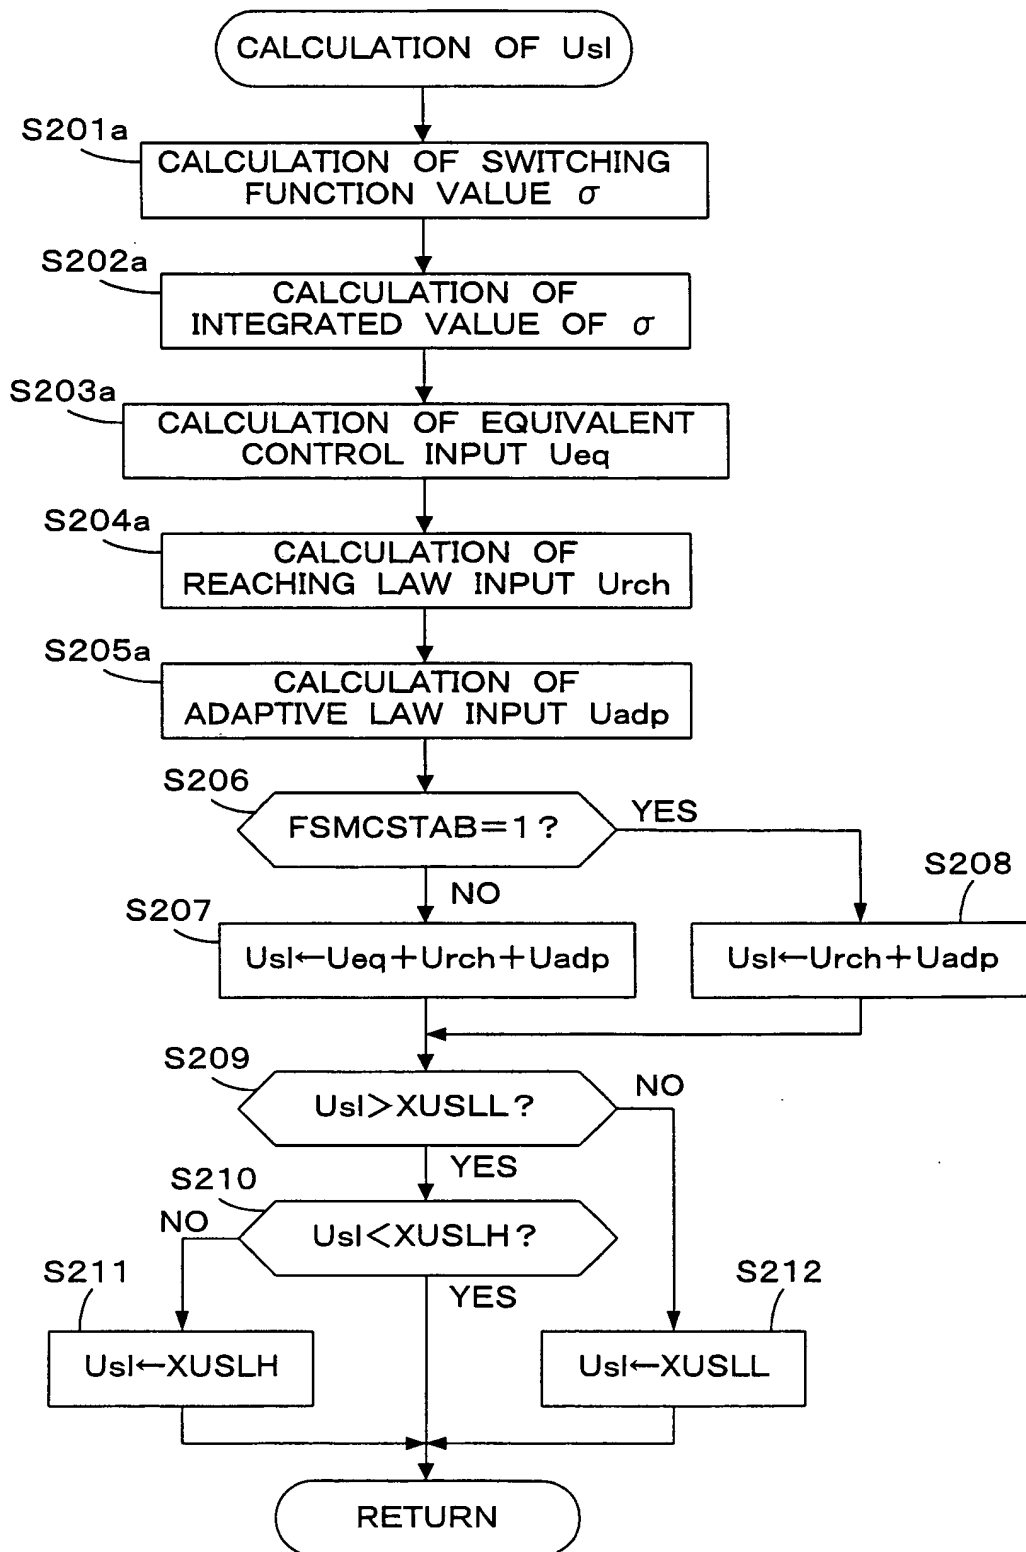 CALCULATION OF Usl
S201a
CALCULATION OF SWITCHING
FUNCTION VALUE σ
S202a
CALCULATION OF
INTEGRATED VALUE OF σ
S203a
CALCULATION OF EQUIVALENT
CONTROL INPUT Ueq
S204a
CALCULATION OF
REACHING LAW INPUT Urch
S205a
CALCULATION OF
ADAPTIVE LAW INPUT Uadp
S206
FSMCSTAB=1?
YES
NO
S207
Usl←Ueq+Urch+Uadp
S208
Usl←Urch+Uadp
S209
Usl>XUSLL?
NO
YES
S210
Usl<XUSLH?
NO
YES
S211
Usl←XUSLH
S212
Usl←XUSLL
RETURN